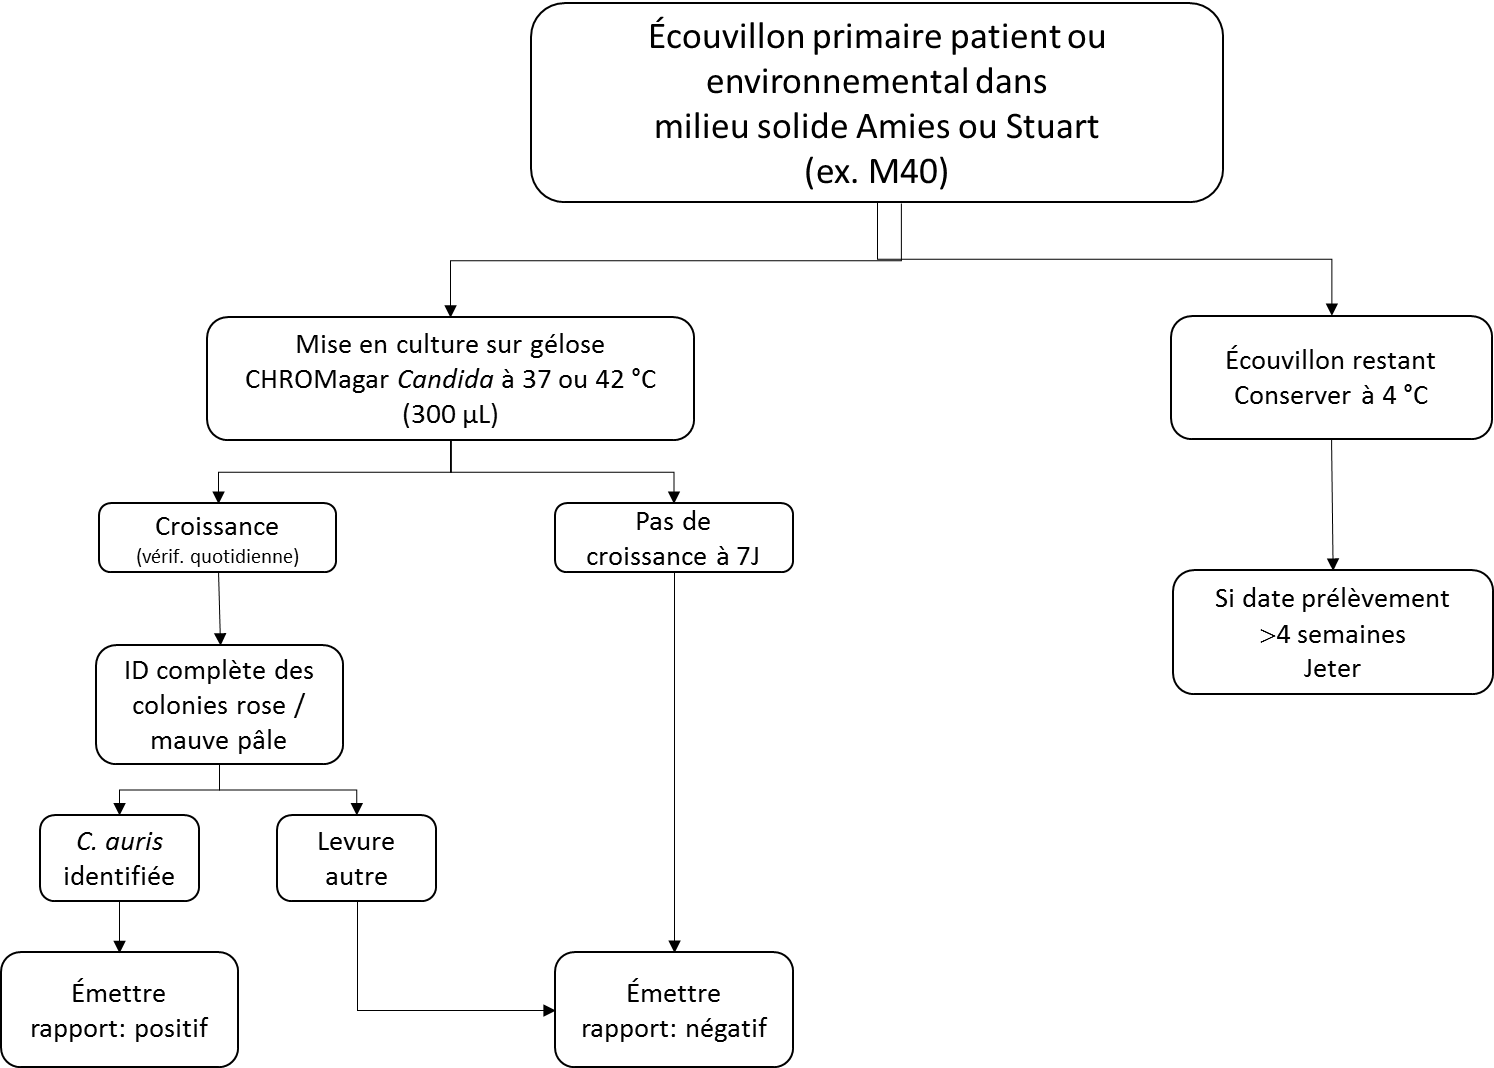 Écouvillon primaire patient ou
environnemental dans
milieu solide Amies ou Stuart
(ex. M40)
Mise en culture sur gélose
CHROMagar Candida à 37 ou 42 °C
(300 µL)
Écouvillon restant
Conserver à 4 °C
Croissance
(vérif. quotidienne)
Pas de
croissance à 7J
Si date prélèvement
>4 semaines
Jeter
ID complète des
colonies rose /
mauve pâle
C. auris
identifiée
Levure
autre
Émettre
rapport: positif
Émettre
rapport: négatif